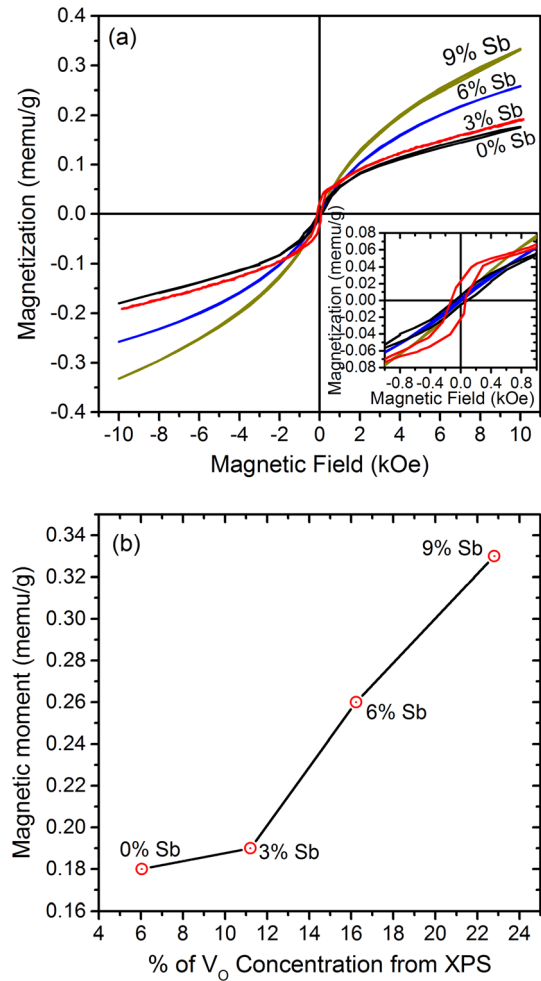 (a)
9% Sb
6% Sb
3% Sb
0% Sb
0.4
0.3
0.2
0.1
0.0
-0.1
-0.2
-0.3
-0.4
Magnetization (memu/g)
-10 -8 -6 -4 -2 0 2 4 6 8 10
Magnetic Field (kOe)
0.08
0.06
0.04
0.02
0.00
0.02
0.04
0.06
0.08
Magnetization (memu/g)
-0.8 -0.4 0.0 0.4 0.8
Magnetic Field (kOe)
(b)
9% Sb
6% Sb
0% Sb
3% Sb
0.34
0.32
0.30
0.28
0.26
0.24
0.22
0.20
0.18
0.16
Magnetic moment (memu/g)
4 6 8 10 12 14 16 18 20 22 24
% of V_O Concentration from XPS